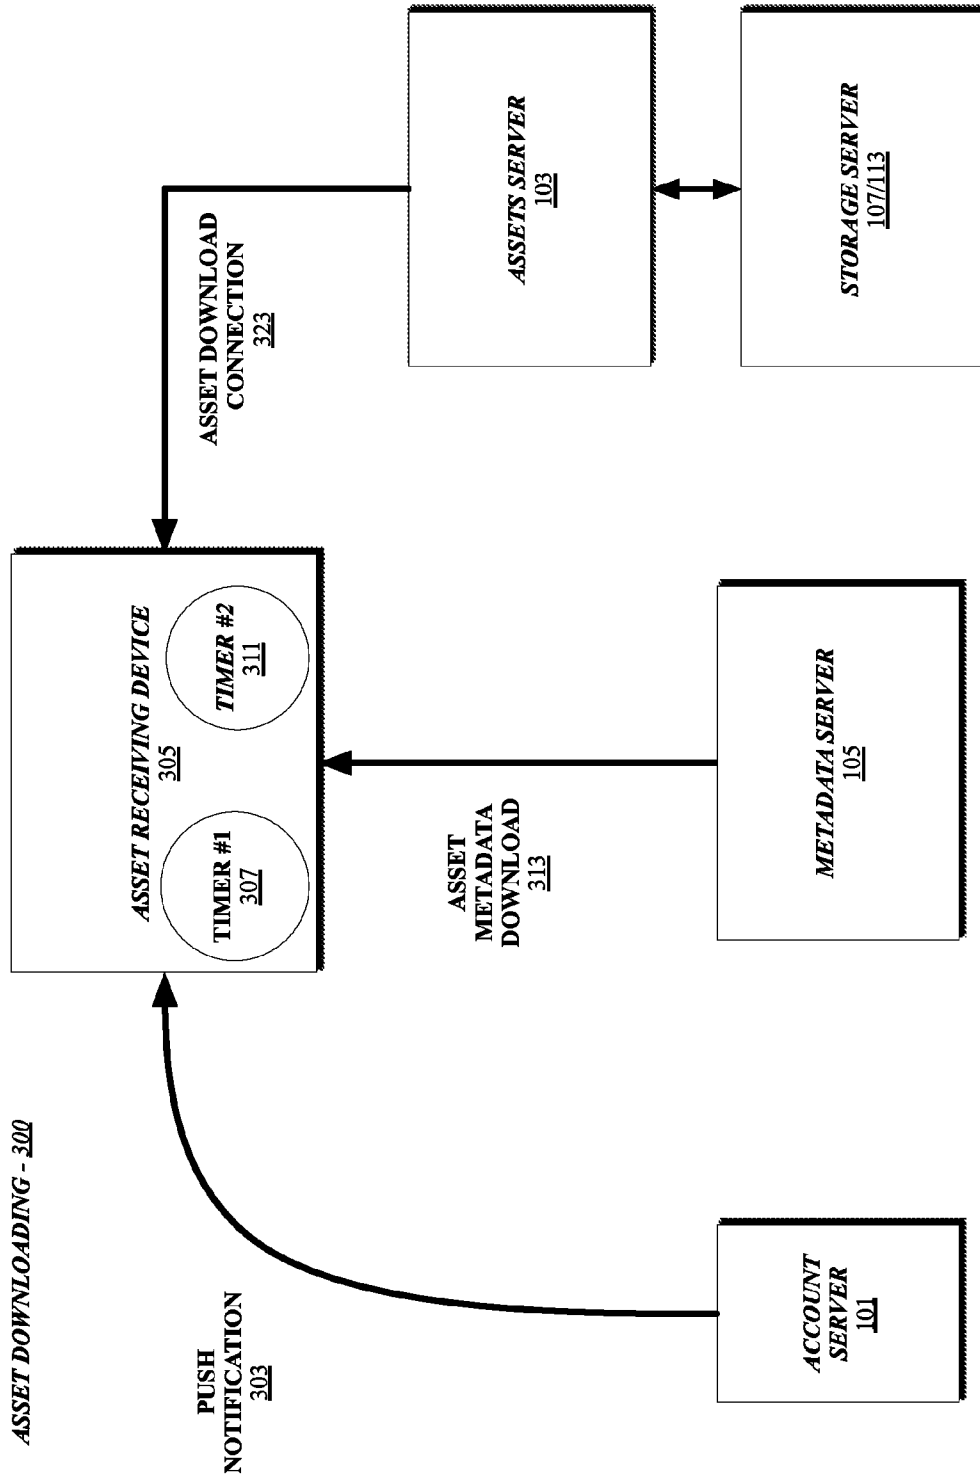 ASSET DOWNLOADING - 300
PUSH
NOTIFICATION
303
ACCOUNT
SERVER
101
ASSET RECEIVING DEVICE
305
TIMER #1
307
TIMER #2
311
ASSET
METADATA
DOWNLOAD
313
METADATA SERVER
105
ASSET DOWNLOAD
CONNECTION
323
ASSETS SERVER
103
STORAGE SERVER
107/113